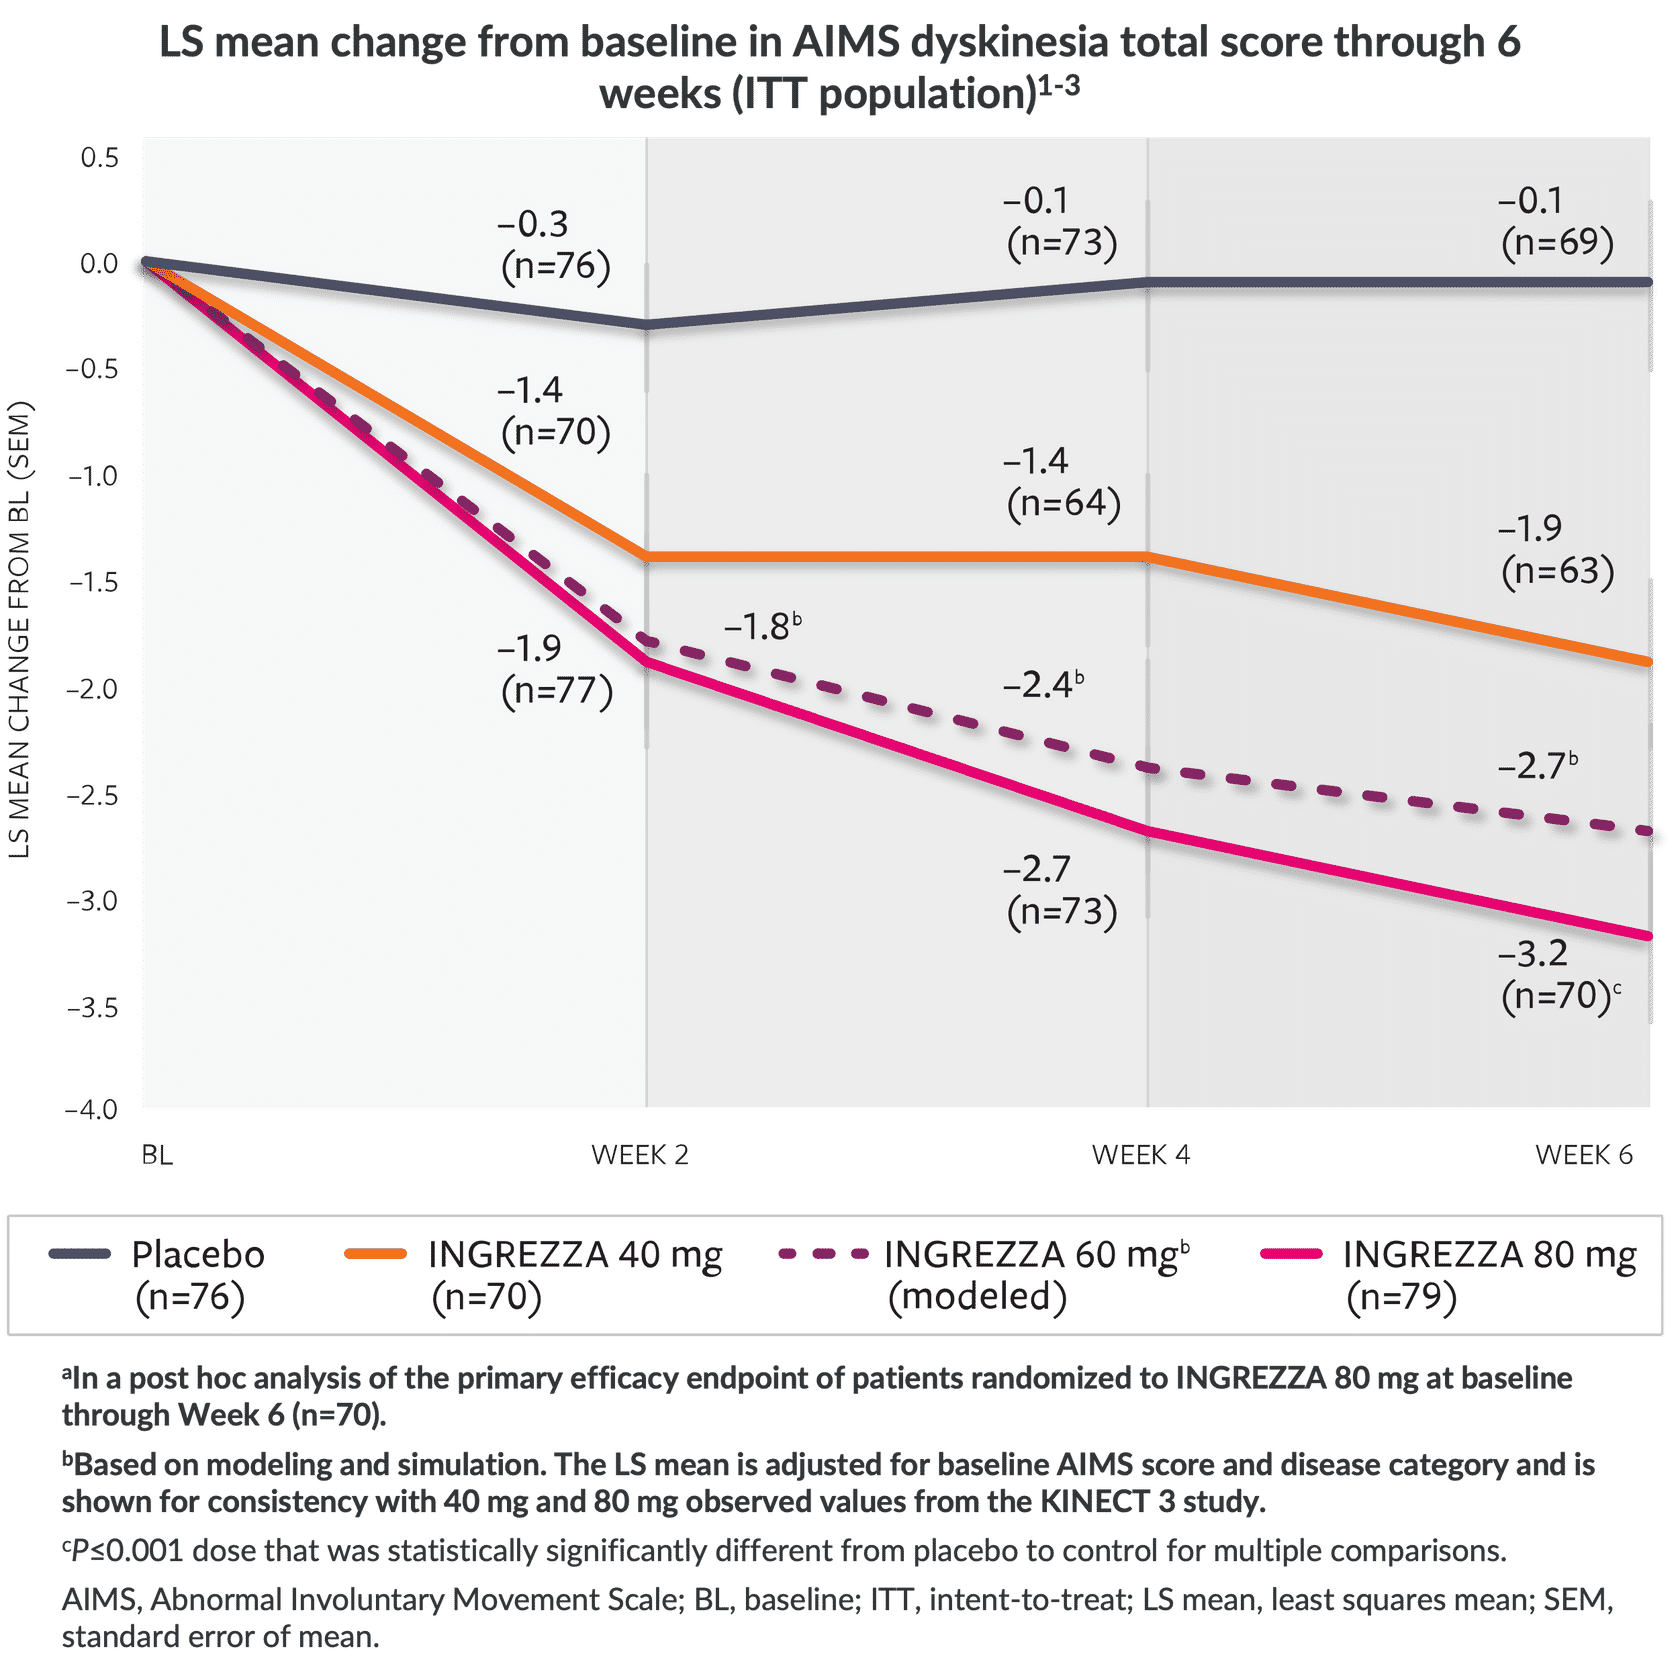 LS mean change from baseline in AIMS dyskinesia total score through 6
weeks (ITT population)¹⁻³
LS MEAN CHANGE FROM BL (SEM)
0.5
0.0
–0.5
–1.0
–1.5
–2.0
–2.5
–3.0
–3.5
–4.0
–0.3
(n=76)
–0.1
(n=73)
–0.1
(n=69)
–1.4
(n=70)
–1.4
(n=64)
–1.9
(n=63)
–1.8ᵇ
–2.4ᵇ
–2.7ᵇ
–1.9
(n=77)
–2.7
(n=73)
–3.2
(n=70)ᶜ
BL
WEEK 2
WEEK 4
WEEK 6
Placebo
(n=76)
INGREZZA 40 mg
(n=70)
INGREZZA 60 mgᵇ
(modeled)
INGREZZA 80 mg
(n=79)
ᵃIn a post hoc analysis of the primary efficacy endpoint of patients randomized to INGREZZA 80 mg at baseline
through Week 6 (n=70).
ᵇBased on modeling and simulation. The LS mean is adjusted for baseline AIMS score and disease category and is
shown for consistency with 40 mg and 80 mg observed values from the KINECT 3 study.
ᶜP≤0.001 dose that was statistically significantly different from placebo to control for multiple comparisons.
AIMS, Abnormal Involuntary Movement Scale; BL, baseline; ITT, intent-to-treat; LS mean, least squares mean; SEM,
standard error of mean.